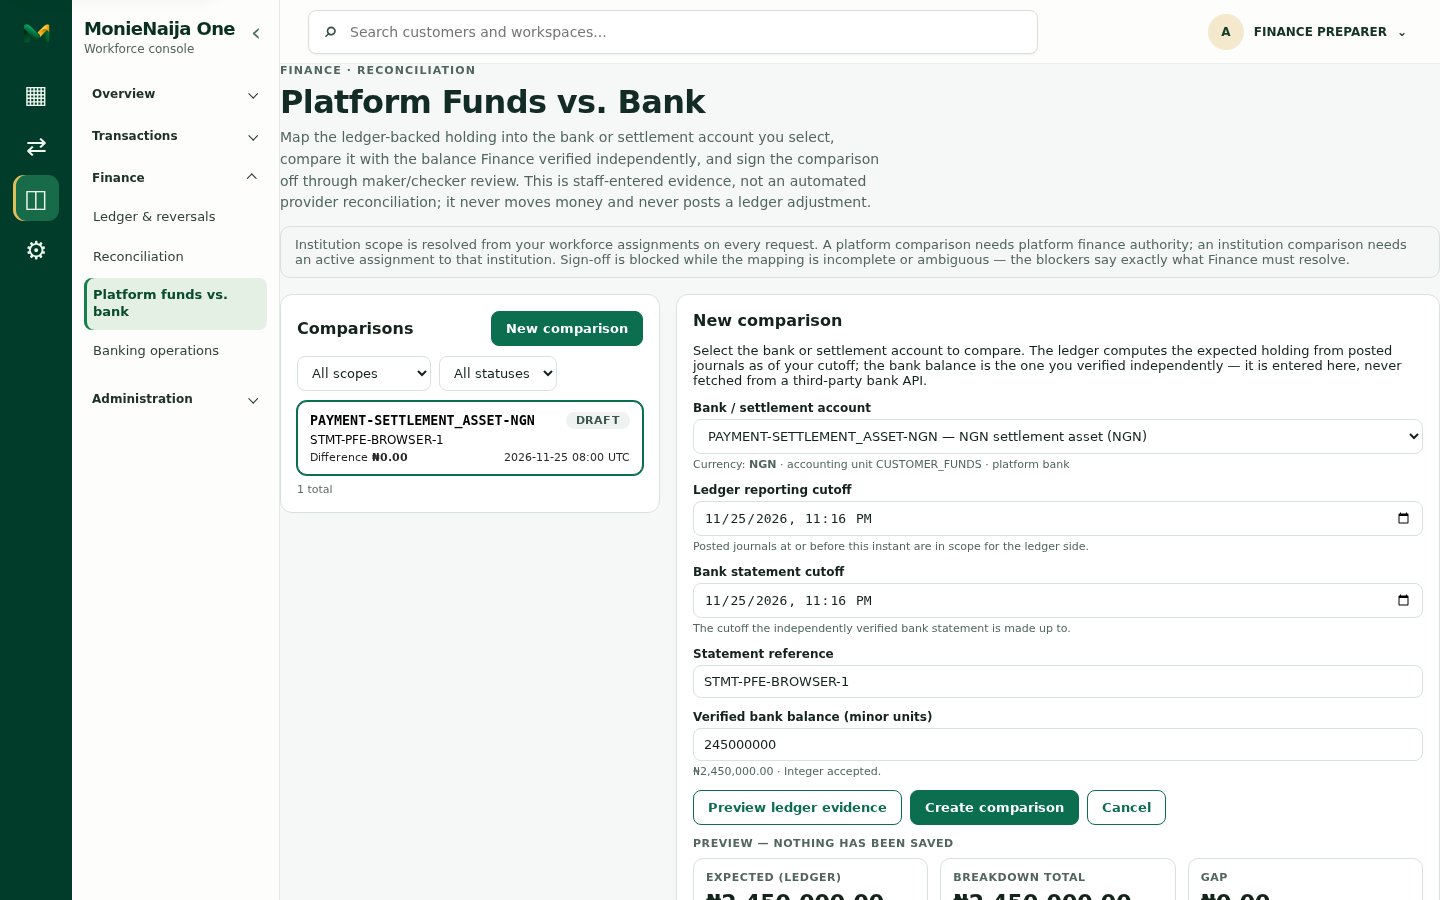 MonieNaija One
Workforce console
Overview
Transactions
Finance
Ledger & reversals
Reconciliation
Platform funds vs.
bank
Banking operations
Administration
Search customers and workspaces...
A
FINANCE PREPARER
FINANCE · RECONCILIATION
Platform Funds vs. Bank
Map the ledger-backed holding into the bank or settlement account you select,
compare it with the balance Finance verified independently, and sign the comparison
off through maker/checker review. This is staff-entered evidence, not an automated
provider reconciliation; it never moves money and never posts a ledger adjustment.
Institution scope is resolved from your workforce assignments on every request. A platform comparison needs platform finance authority; an institution comparison needs
an active assignment to that institution. Sign-off is blocked while the mapping is incomplete or ambiguous — the blockers say exactly what Finance must resolve.
Comparisons
New comparison
All scopes
All statuses
PAYMENT-SETTLEMENT_ASSET-NGN
DRAFT
STMT-PFE-BROWSER-1
Difference ₦0.00
2026-11-25 08:00 UTC
1 total
New comparison
Select the bank or settlement account to compare. The ledger computes the expected holding from posted
journals as of your cutoff; the bank balance is the one you verified independently — it is entered here, never
fetched from a third-party bank API.
Bank / settlement account
PAYMENT-SETTLEMENT_ASSET-NGN — NGN settlement asset (NGN)
Currency: NGN · accounting unit CUSTOMER_FUNDS · platform bank
Ledger reporting cutoff
11/25/2026, 11:16 PM
Posted journals at or before this instant are in scope for the ledger side.
Bank statement cutoff
11/25/2026, 11:16 PM
The cutoff the independently verified bank statement is made up to.
Statement reference
STMT-PFE-BROWSER-1
Verified bank balance (minor units)
245000000
₦2,450,000.00 · Integer accepted.
Preview ledger evidence
Create comparison
Cancel
PREVIEW — NOTHING HAS BEEN SAVED
EXPECTED (LEDGER)
BREAKDOWN TOTAL
GAP
₦2,450,000.00
₦2,450,000.00
₦0.00